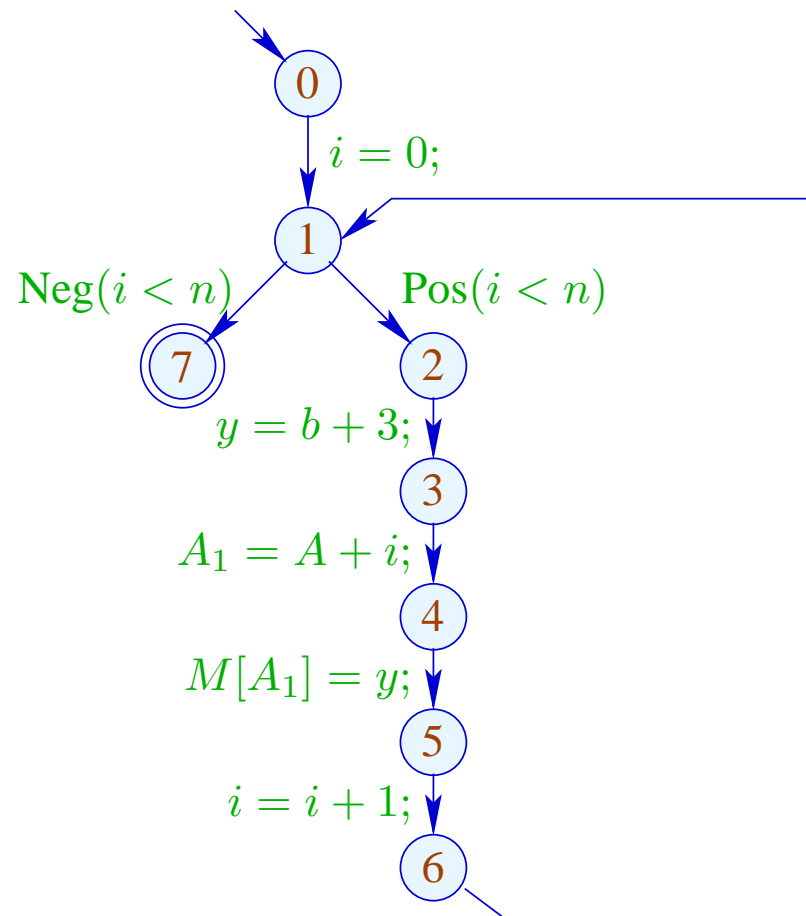 0
i = 0;
1
Neg(i < n) Pos(i < n)
7 2
y = b + 3;
3
A₁ = A + i;
4
M[A₁] = y;
5
i = i + 1;
6